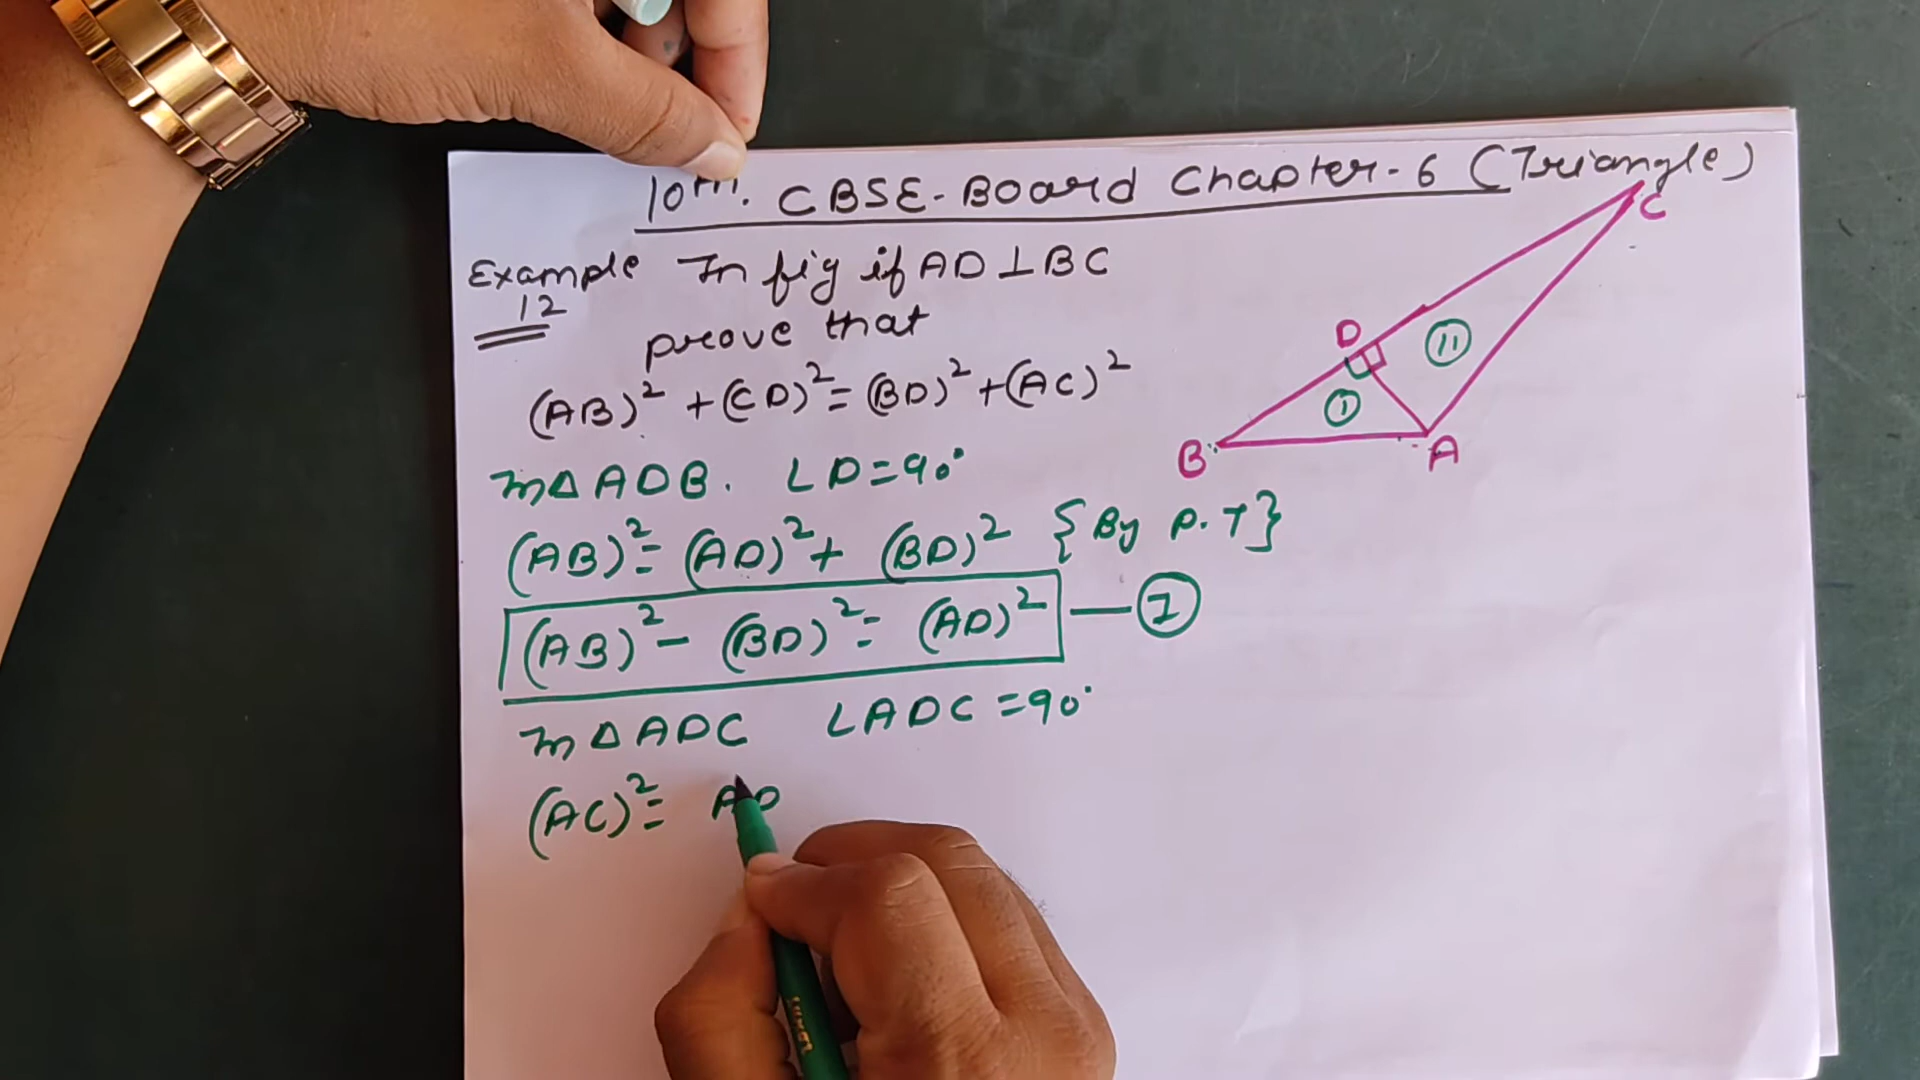 10th. CBSE-Board Chapter-6 (Triangle)
Example 12 In fig if AD⊥BC
prove that
(AB)² + (CD)² = (BD)² + (AC)²
In △ ADB. ∠D=90°
(AB)² = (AD)² + (BD)² {By P.T}
(AB)² - (BD)² = (AD)² — I
In △ ADC ∠ADC = 90°
(AC)² = AD
C
D
II
I
B
A